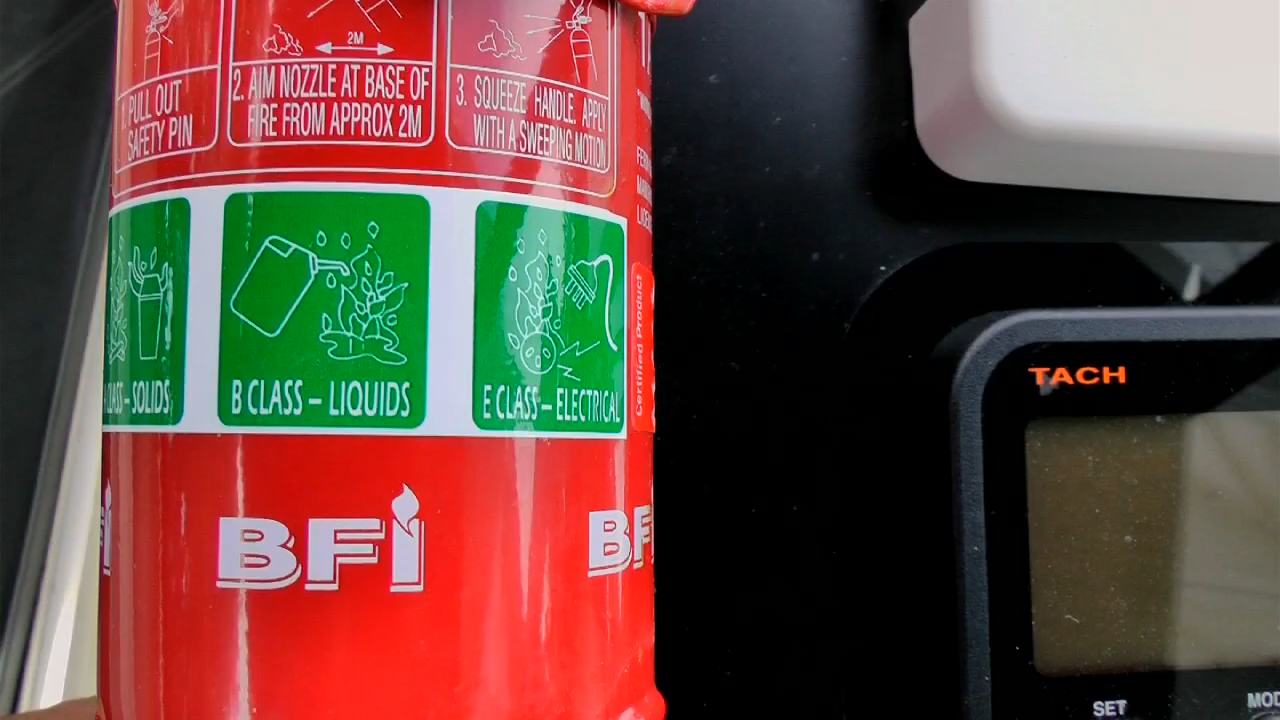 2M
1. PULL OUT
SAFETY PIN
2. AIM NOZZLE AT BASE OF
FIRE FROM APPROX 2M
3. SQUEEZE HANDLE. APPLY
WITH A SWEEPING MOTION
CLASS – SOLIDS
B CLASS – LIQUIDS
E CLASS – ELECTRICAL
Certified Product
BFi
BF
TACH
SET